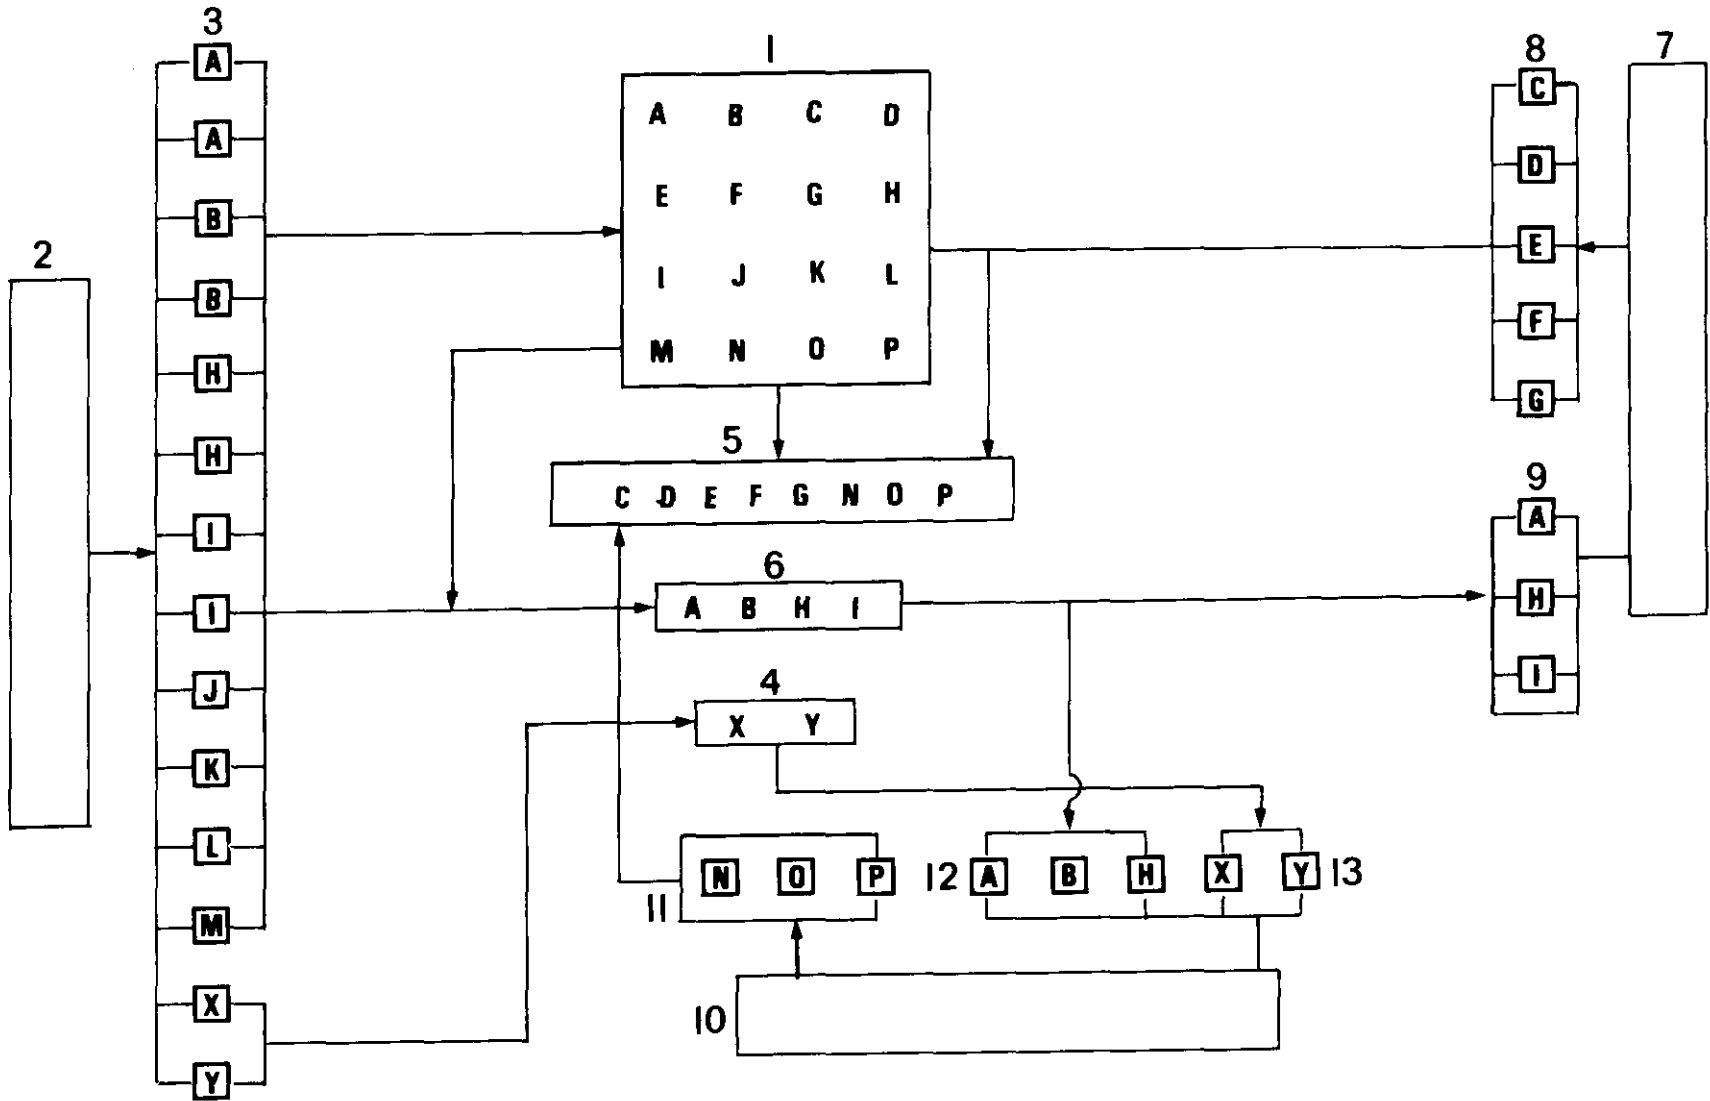 3
1
8
7
A
A
B
B
H
H
I
I
J
K
L
M
X
Y
2
A B C D
E F G H
I J K L
M N O P
5
C D E F G N O P
6
A B H I
4
X Y
C
D
E
F
G
9
A
H
I
N O P
11
12 A B H X Y 13
10